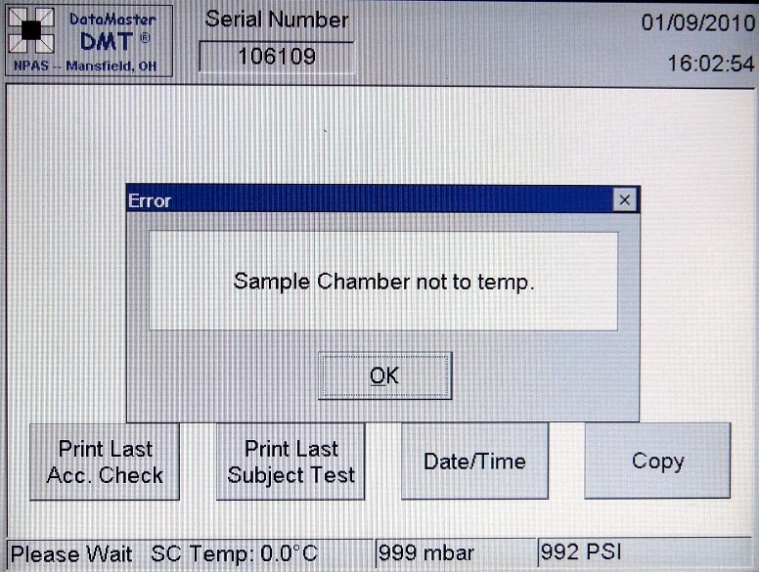 DataMaster
DMT ®
NPAS -- Mansfield, OH
Serial Number
106109
01/09/2010
16:02:54
Error
Sample Chamber not to temp.
OK
Print Last
Acc. Check
Print Last
Subject Test
Date/Time
Copy
Please Wait SC Temp: 0.0°C
999 mbar
992 PSI